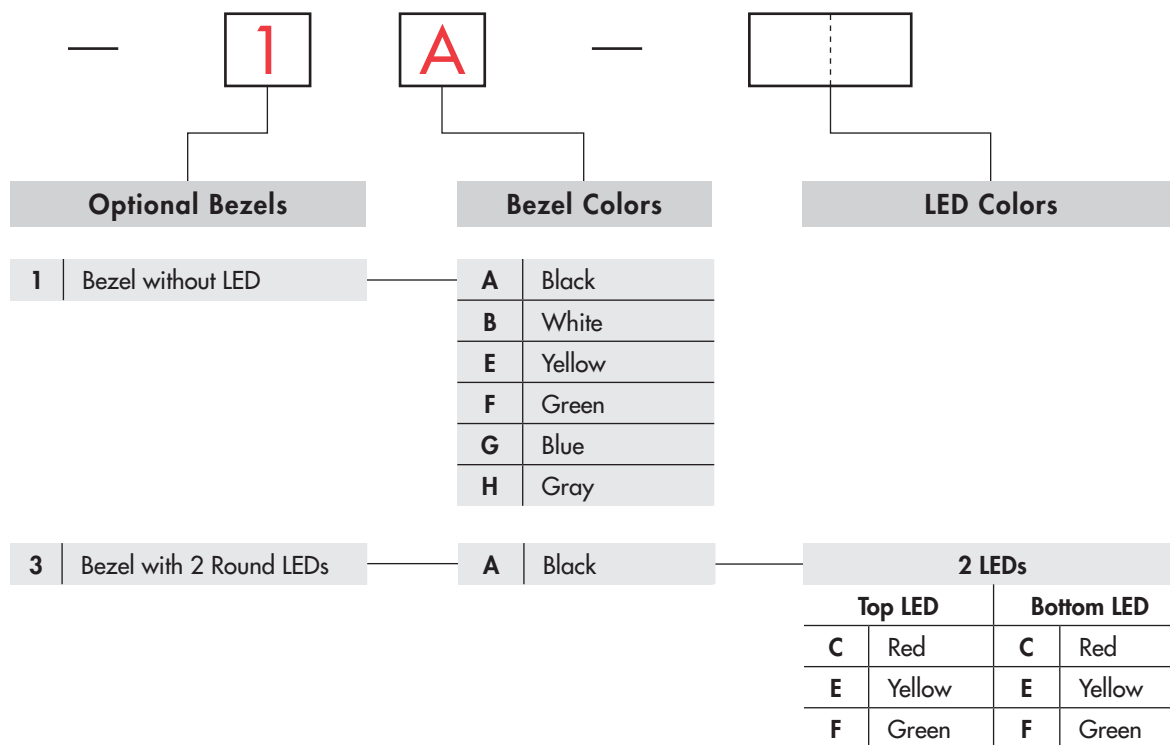 — 1 A —
Optional Bezels Bezel Colors LED Colors
1 Bezel without LED A Black
B White
E Yellow
F Green
G Blue
H Gray
3 Bezel with 2 Round LEDs A Black 2 LEDs
Top LED Bottom LED
C Red C Red
E Yellow E Yellow
F Green F Green